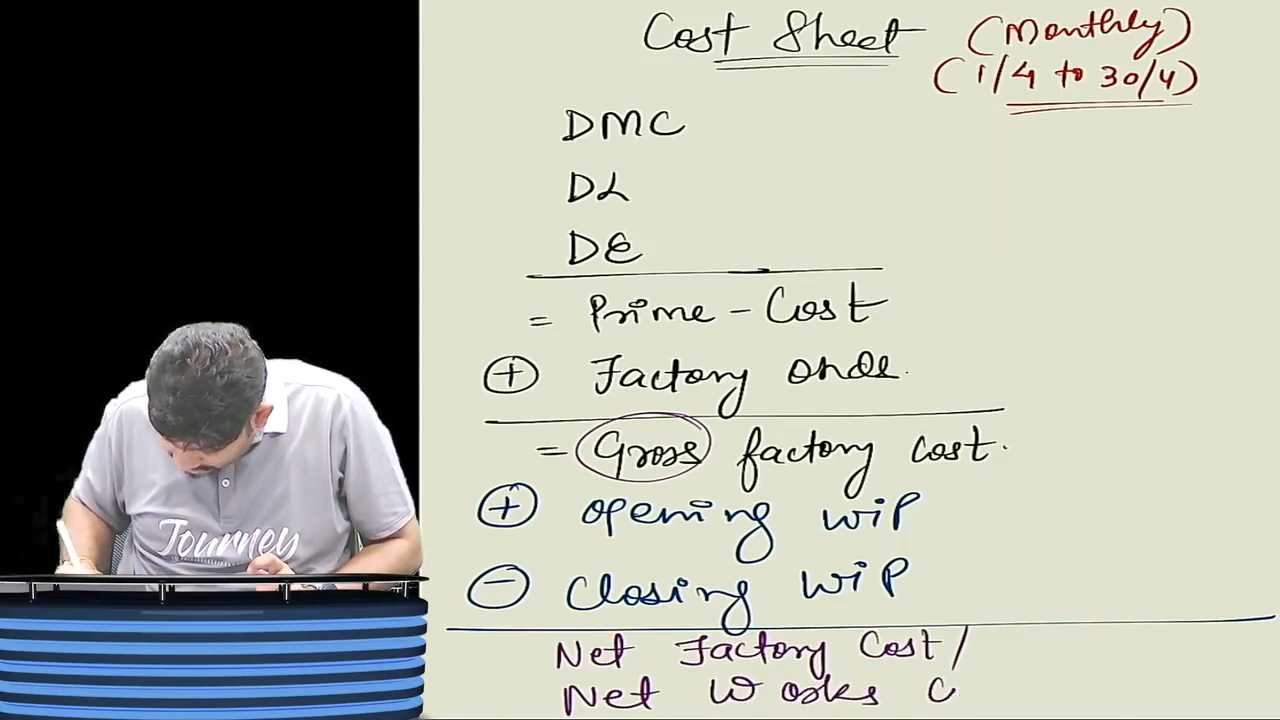 Cost Sheet (Monthly)
(1/4 to 30/4)
DMC
DL
DE
= Prime - Cost
+ Factory
= Gross factory cost.
+ opening WiP
- Closing WiP
Net Factory Cost/
Net Works C
Journey